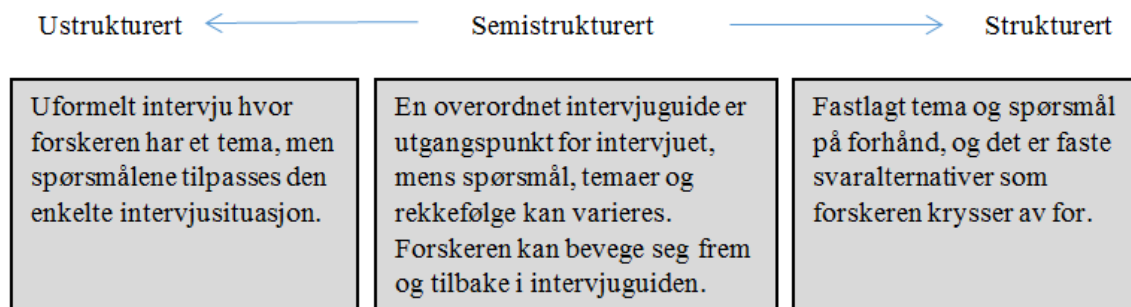 Ustrukturert Semistrukturert Strukturert
Uformelt intervju hvor
forskeren har et tema, men
spørsmålene tilpasses den
enkelte intervjusituasjon.
En overordnet intervjuguide er
utgangspunkt for intervjuet,
mens spørsmål, temaer og
rekkefølge kan varieres.
Forskeren kan bevege seg frem
og tilbake i intervjuguiden.
Fastlagt tema og spørsmål
på forhånd, og det er faste
svaralternativer som
forskeren krysser av for.